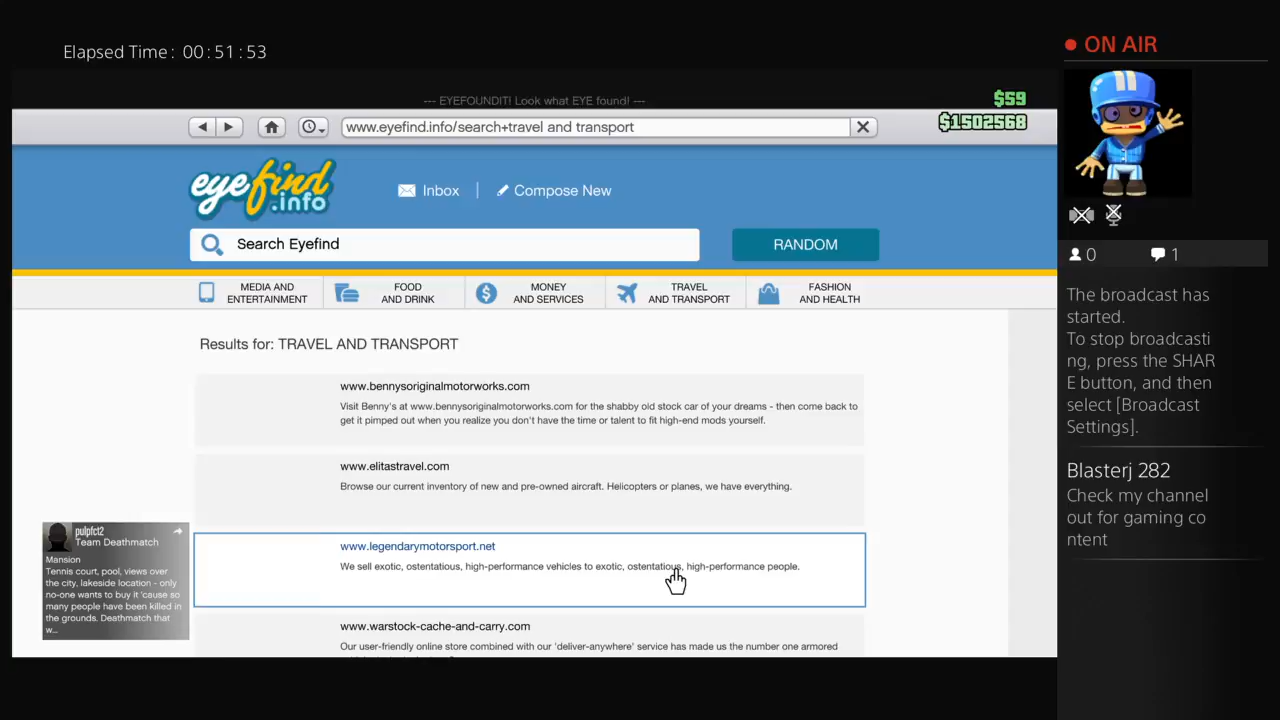 Elapsed Time: 00:51:53
ON AIR
--- EYEFOUNDIT! Look what EYE found! ---
$59
$1502568
www.eyefind.info/search+travel and transport
eyefind
.info
Inbox
Compose New
Search Eyefind
RANDOM
MEDIA AND
ENTERTAINMENT
FOOD
AND DRINK
MONEY
AND SERVICES
TRAVEL
AND TRANSPORT
FASHION
AND HEALTH
Results for: TRAVEL AND TRANSPORT
www.bennysoriginalmotorworks.com
Visit Benny's at www.bennysoriginalmotorworks.com for the shabby old stock car of your dreams - then come back to
get it pimped out when you realize you don't have the time or talent to fit high-end mods yourself.
www.elitastravel.com
Browse our current inventory of new and pre-owned aircraft. Helicopters or planes, we have everything.
www.legendarymotorsport.net
We sell exotic, ostentatious, high-performance vehicles to exotic, ostentatious, high-performance people.
www.warstock-cache-and-carry.com
Our user-friendly online store combined with our 'deliver-anywhere' service has made us the number one armored
pulpfct2
Team Deathmatch
Mansion
Tennis court, pool, views over
the city, lakeside location - only
no-one wants to buy it 'cause so
many people have been killed in
the grounds. Deathmatch that
w...
0
1
The broadcast has
started.
To stop broadcasti
ng, press the SHAR
E button, and then
select [Broadcast
Settings].
Blasterj 282
Check my channel
out for gaming co
ntent